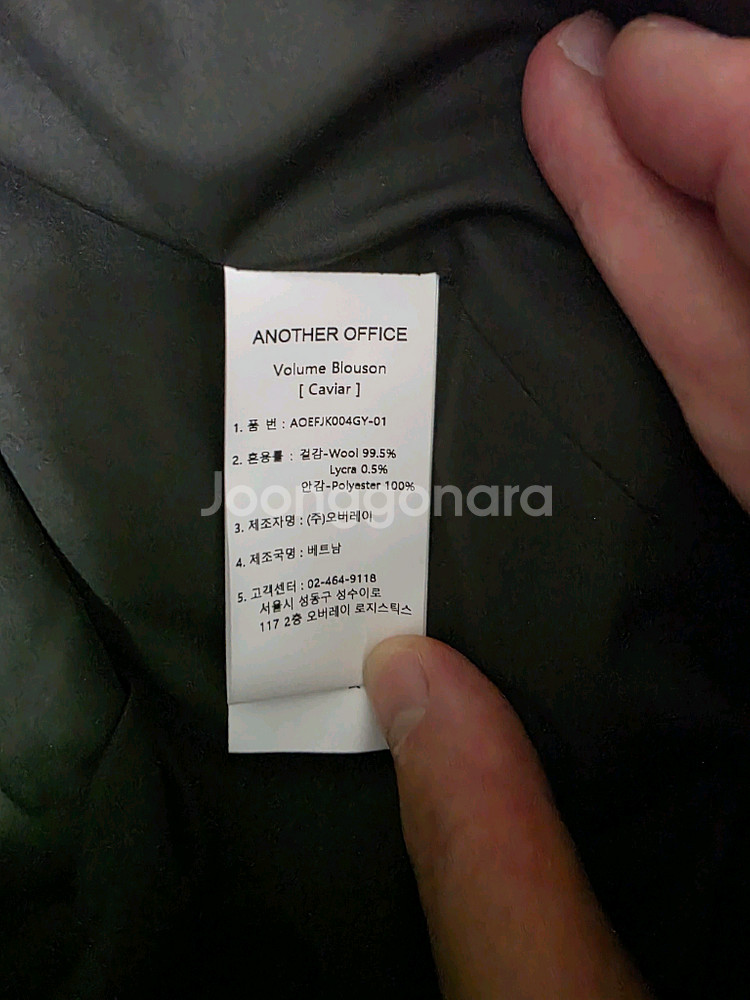 ANOTHER OFFICE
Volume Blouson
[ Caviar ]
1. 품 번 : AOEFJK004GY-01
2. 혼용률 : 겉감-Wool 99.5%
Lycra 0.5%
안감-Polyester 100%
Joonggonara
3. 제조자명 : (주)오버레이
4. 제조국명 : 베트남
5. 고객센터 : 02-464-9118
서울시 성동구 성수이로
117 2층 오버레이 로지스틱스